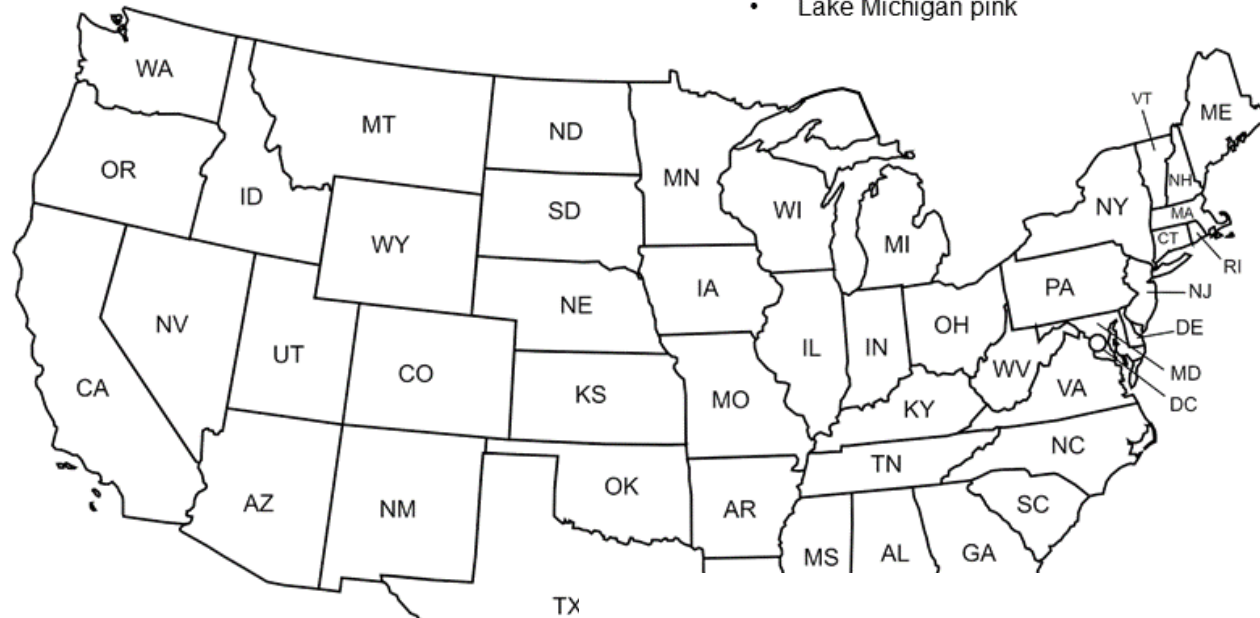 • Lake Michigan pink
WA
MT
ND
MN
VT
ME
OR
ID
SD
WI
NH
NY
MA
WY
MI
CT
RI
IA
NE
PA
NJ
NV
UT
CO
IL
IN
OH
DE
CA
KS
MO
WV
VA
MD
KY
DC
NC
TN
AZ
NM
OK
AR
SC
MS
AL
GA
TX